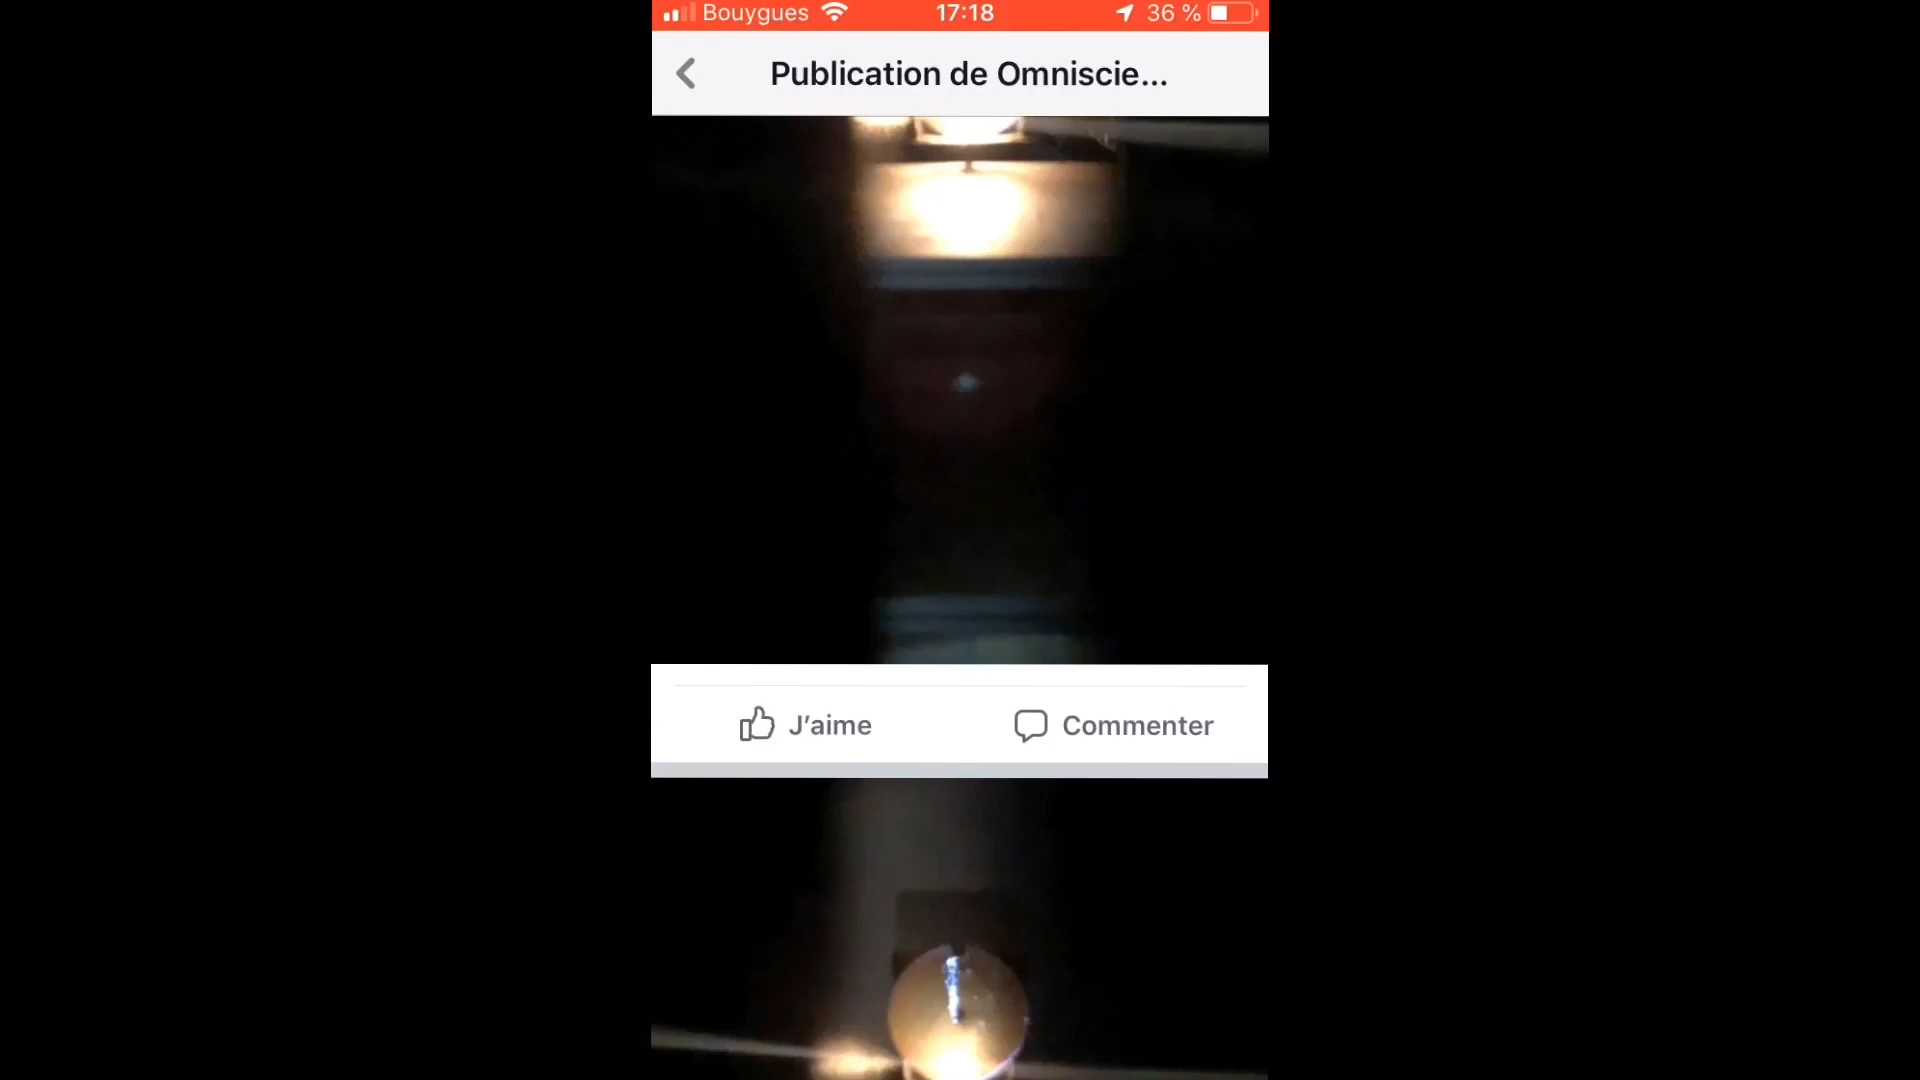 Bouygues 17:18 36 %
Publication de Omniscie...
J’aime Commenter